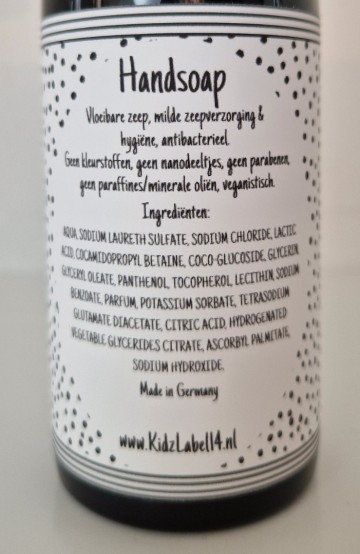 Handsoap
Vloeibare zeep, milde zeepverzorging &
hygiëne, antibacterieel.
Geen kleurstoffen, geen nanodeeltjes, geen parabenen,
geen paraffines/minerale oliën, veganistisch.
Ingrediënten:
AQUA, SODIUM LAURETH SULFATE, SODIUM CHLORIDE, LACTIC
ACID, COCAMIDOPROPYL BETAINE, COCO-GLUCOSIDE, GLYCERIN,
GLYCERYL OLEATE, PANTHENOL, TOCOPHEROL, LECITHIN, SODIUM
BENZOATE, PARFUM, POTASSIUM SORBATE, TETRASODIUM
GLUTAMATE DIACETATE, CITRIC ACID, HYDROGENATED
VEGETABLE GLYCERIDES CITRATE, ASCORBYL PALMITATE,
SODIUM HYDROXIDE.
Made in Germany
www.KidzLabel14.nl